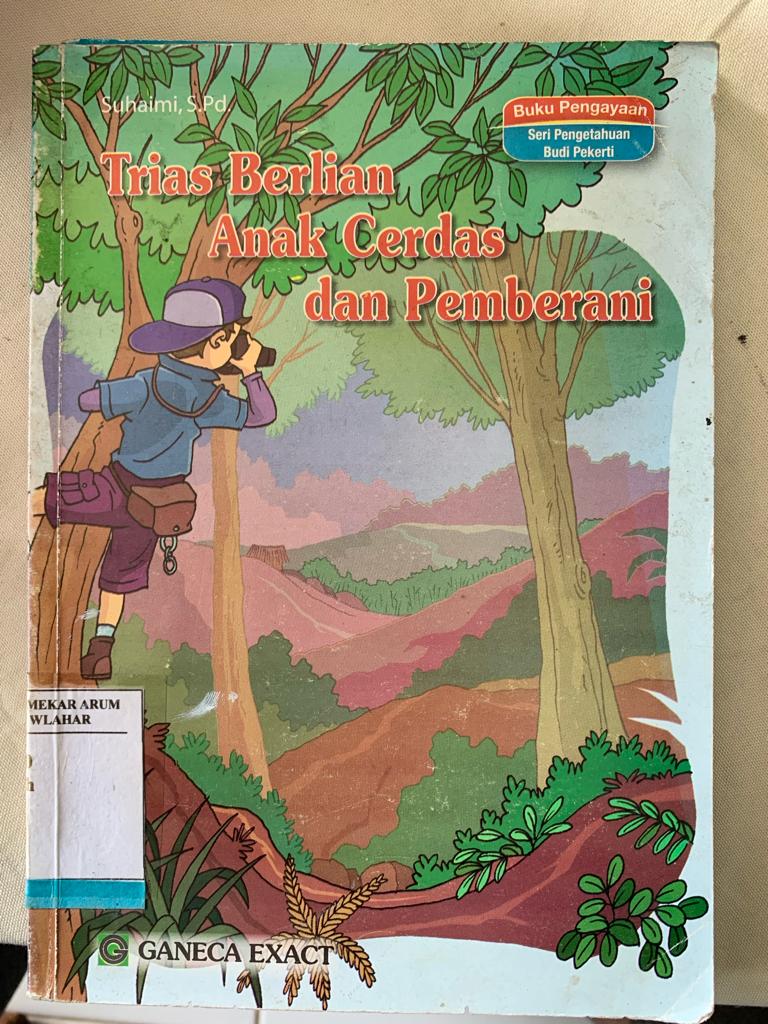 Suhaimi, S.Pd.
Buku Pengayaan
Seri Pengetahuan
Budi Pekerti
Trias Berlian
Anak Cerdas
dan Pemberani
MEKAR ARUM
WLAHAR
G GANECA EXACT